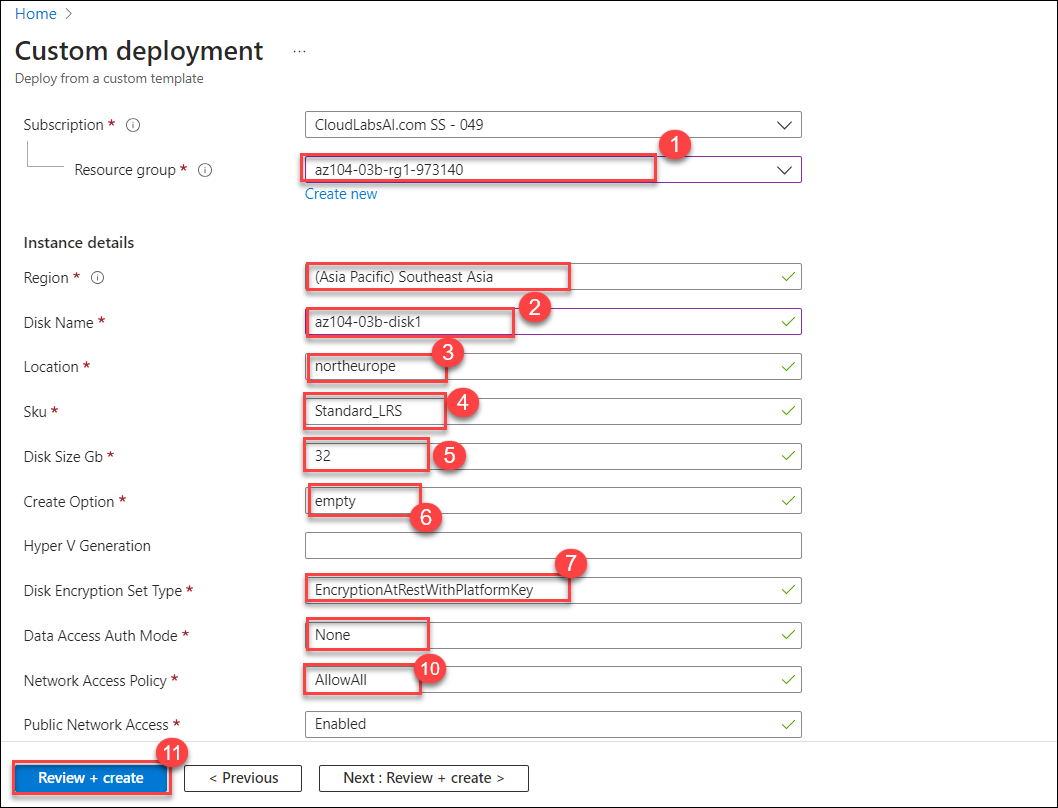 Home >
Custom deployment ...
Deploy from a custom template
Subscription * CloudLabsAI.com SS - 049
1
Resource group * az104-03b-rg1-973140
Create new
Instance details
Region * (Asia Pacific) Southeast Asia
2
Disk Name * az104-03b-disk1
3
Location * northeurope
4
Sku * Standard_LRS
Disk Size Gb * 32 5
Create Option * empty
6
Hyper V Generation
7
Disk Encryption Set Type * EncryptionAtRestWithPlatformKey
Data Access Auth Mode * None
10
Network Access Policy * AllowAll
Public Network Access * Enabled
11
Review + create < Previous Next : Review + create >